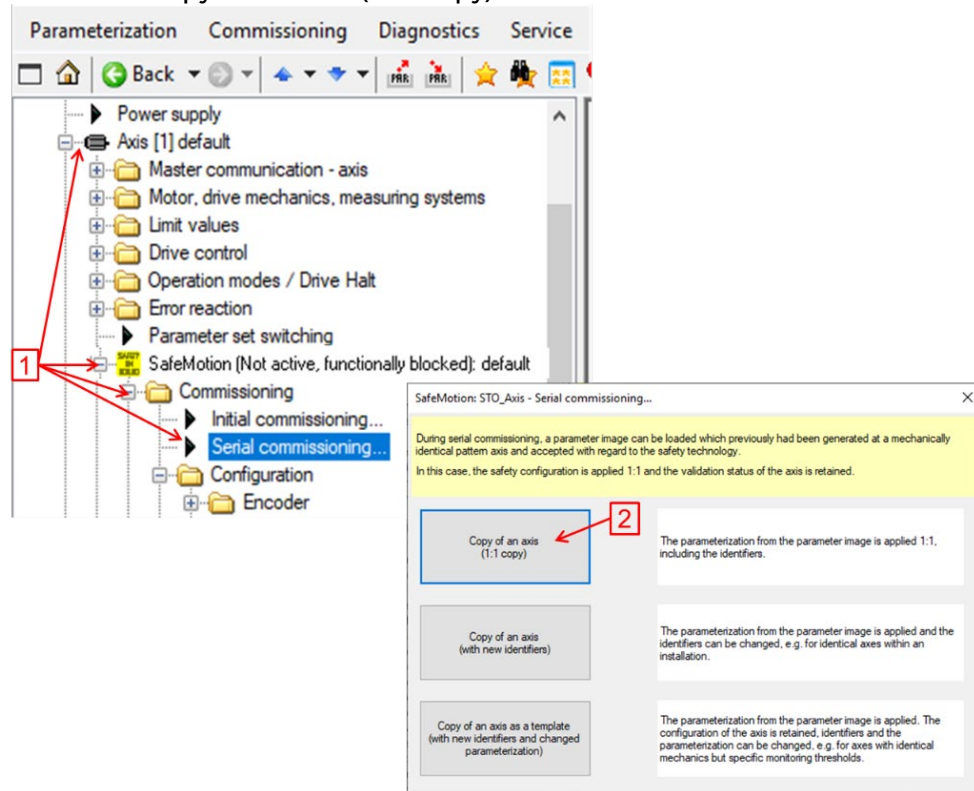 Parameterization Commissioning Diagnostics Service
Back
PAR PAR
Power supply
Axis [1] default
Master communication - axis
Motor, drive mechanics, measuring systems
Limit values
Drive control
Operation modes / Drive Halt
Error reaction
Parameter set switching
1
SafeMotion (Not active, functionally blocked): default
Commissioning
Initial commissioning...
Serial commissioning...
Configuration
Encoder
SafeMotion: STO_Axis - Serial commissioning...
During serial commissioning, a parameter image can be loaded which previously had been generated at a mechanically
identical pattern axis and accepted with regard to the safety technology.
In this case, the safety configuration is applied 1:1 and the validation status of the axis is retained.
2
Copy of an axis
(1:1 copy)
The parameterization from the parameter image is applied 1:1,
including the identifiers.
Copy of an axis
(with new identifiers)
The parameterization from the parameter image is applied and the
identifiers can be changed, e.g. for identical axes within an
installation.
Copy of an axis as a template
(with new identifiers and changed
parameterization)
The parameterization from the parameter image is applied. The
configuration of the axis is retained, identifiers and the
parameterization can be changed, e.g. for axes with identical
mechanics but specific monitoring thresholds.